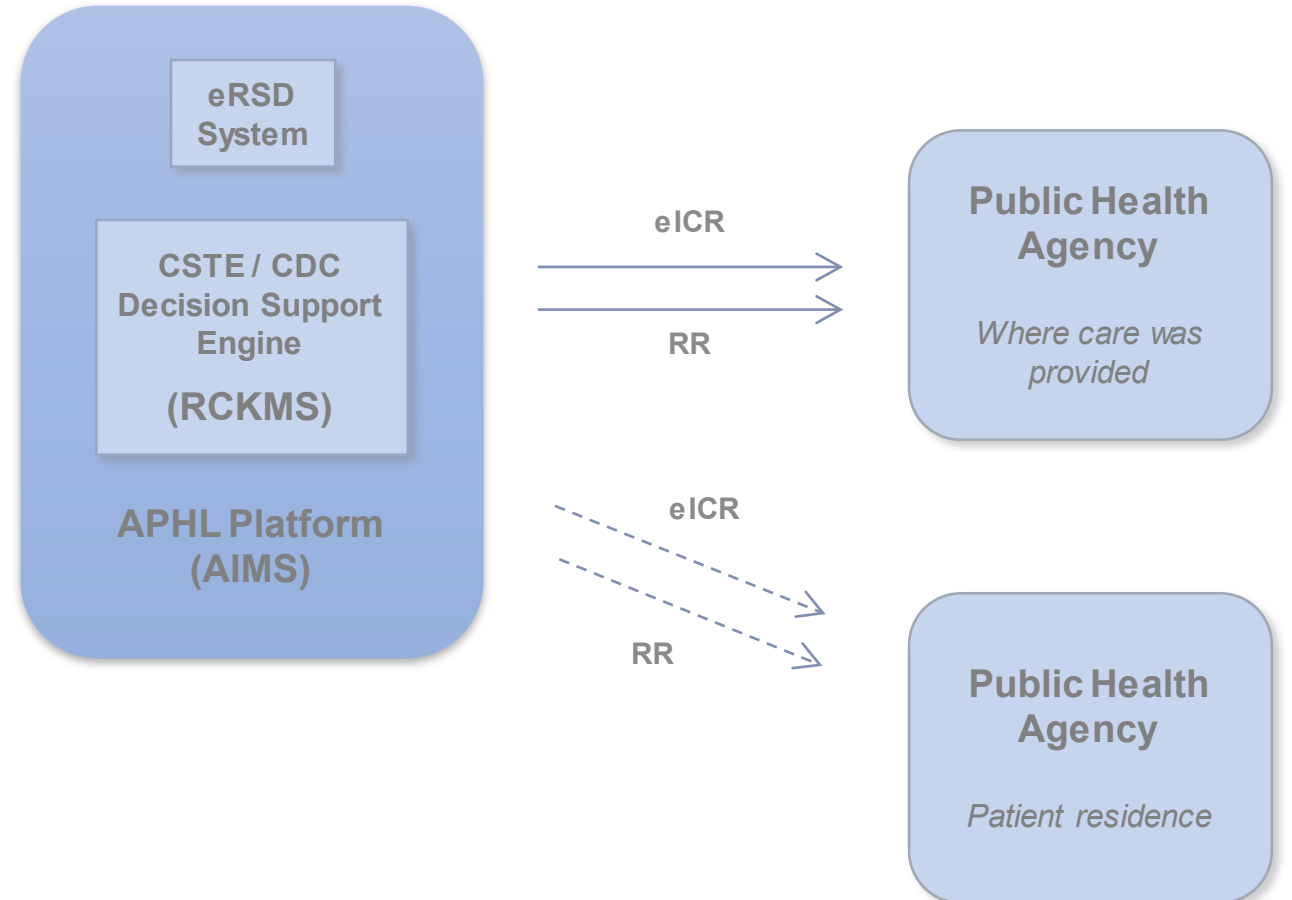 eRSD
System
CSTE / CDC
Decision Support
Engine
(RCKMS)
APHL Platform
(AIMS)
eICR
RR
Public Health
Agency
Where care was
provided
eICR
RR
Public Health
Agency
Patient residence